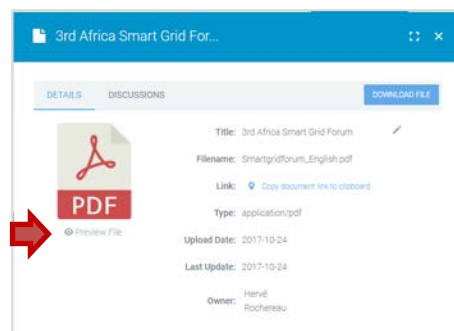 3rd Africa Smart Grid For...
DETAILS
DISCUSSIONS
DOWNLOAD FILE
PDF
Preview File
Title: 3rd Africa Smart Grid Forum
Filename: Smartgridforum_English.pdf
Link: Copy document link to clipboard
Type: application/pdf
Upload Date: 2017-10-24
Last Update: 2017-10-24
Owner: Hervé
Rochereau